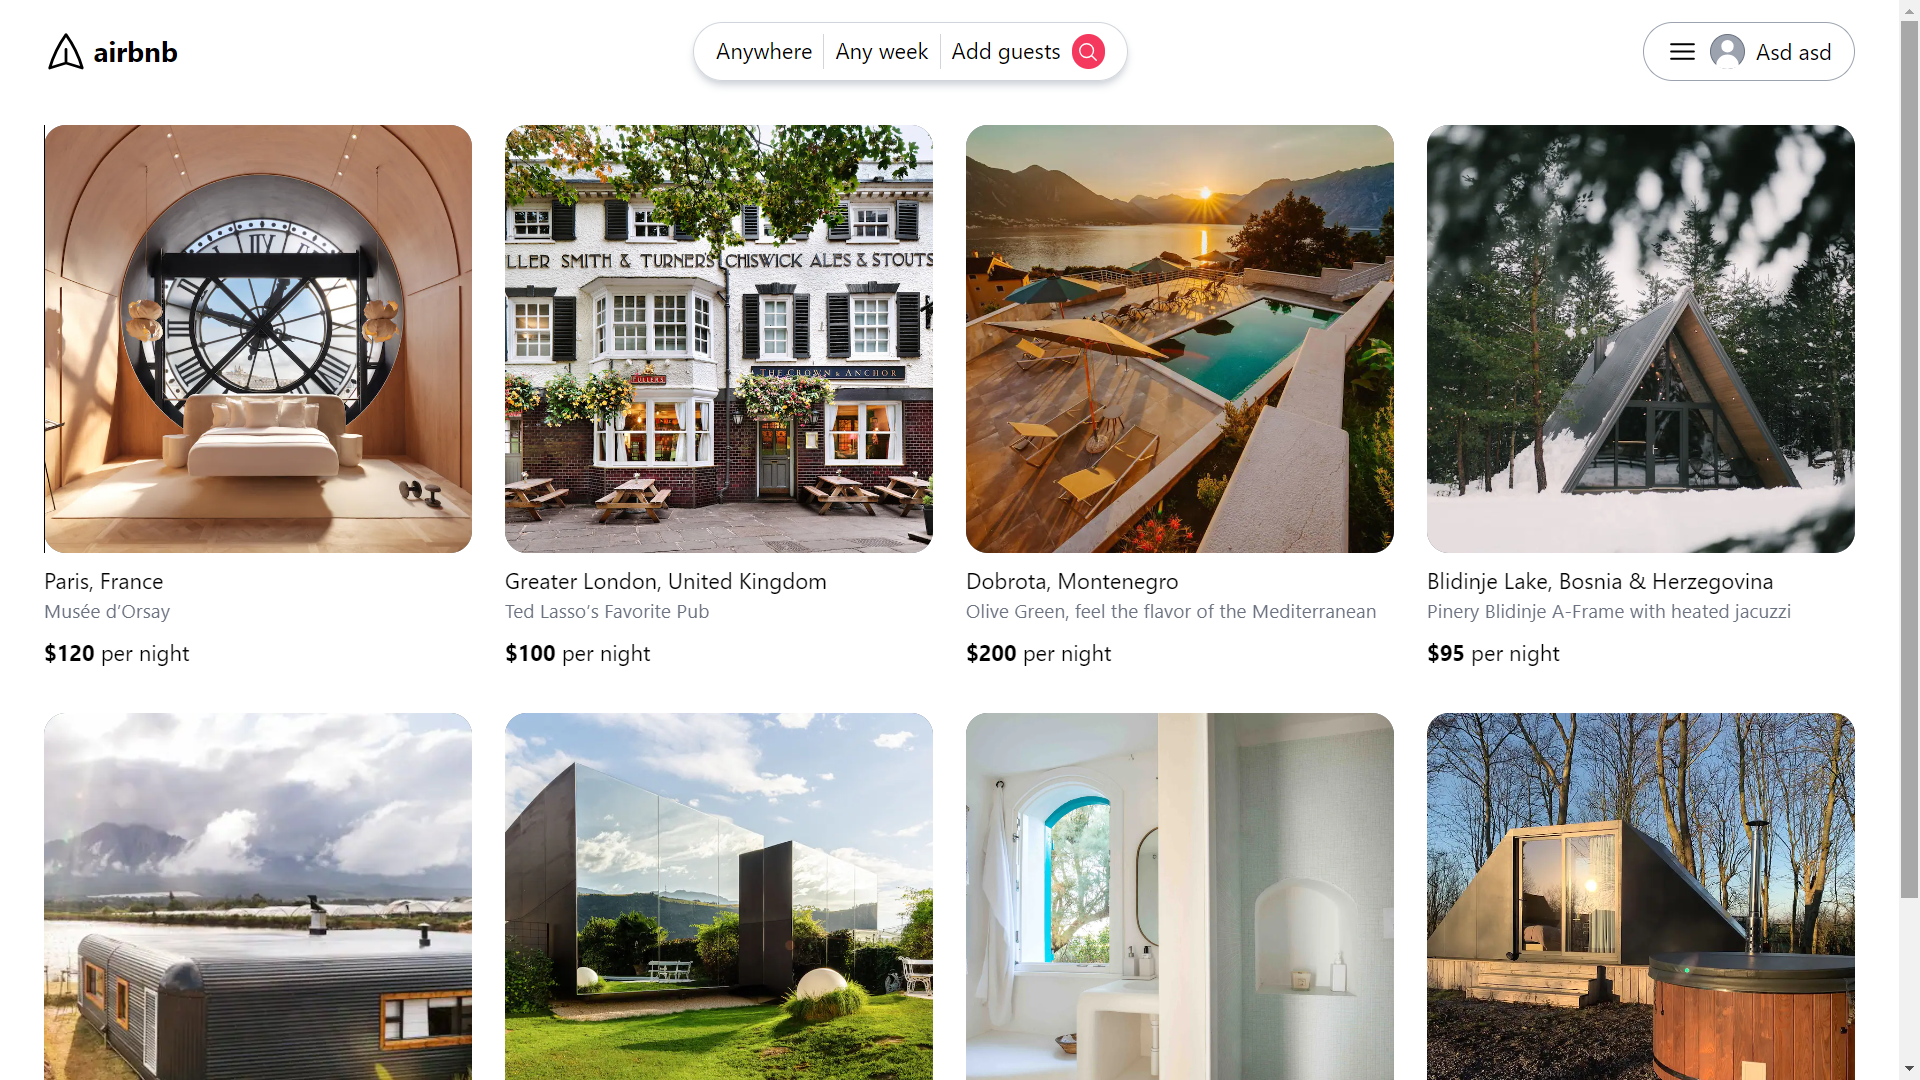 airbnb
Anywhere
Any week
Add guests
Asd asd
LLER SMITH & TURNER'S CHISWICK ALES & STOUTS
FULLERS
THE CROWN & ANCHOR
Paris, France
Musée d’Orsay
$120 per night
Greater London, United Kingdom
Ted Lasso’s Favorite Pub
$100 per night
Dobrota, Montenegro
Olive Green, feel the flavor of the Mediterranean
$200 per night
Blidinje Lake, Bosnia & Herzegovina
Pinery Blidinje A-Frame with heated jacuzzi
$95 per night